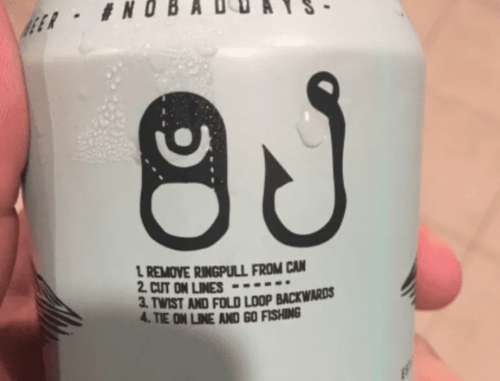 BEER - #NOBADDAYS-
1. REMOVE RINGPULL FROM CAN
2. CUT ON LINES ------
3. TWIST AND FOLD LOOP BACKWARDS
4. TIE ON LINE AND GO FISHING